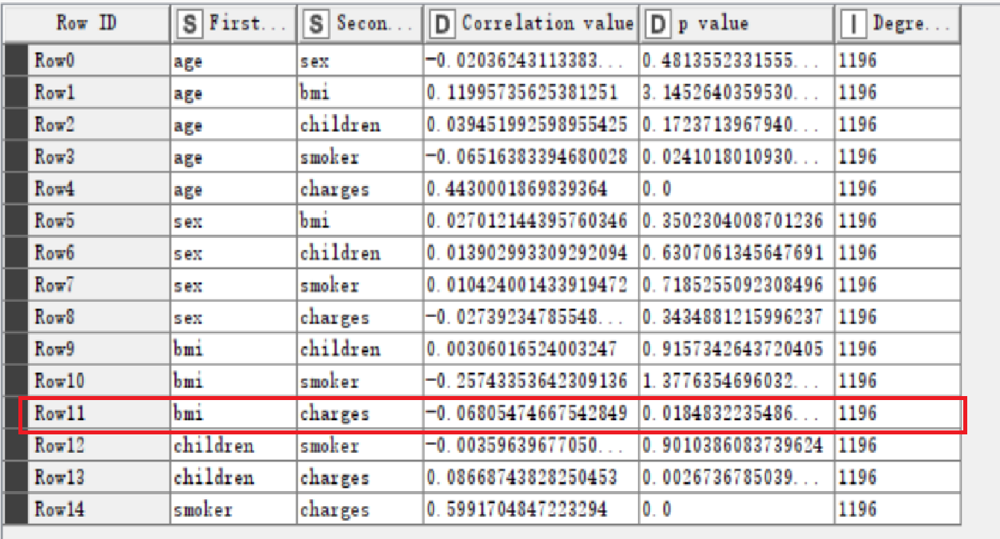 Row ID S First... S Secon... D Correlation value D p value I Degre...
Row0 age sex -0.02036243113383... 0.4813552331555... 1196
Row1 age bmi 0.11995735625381251 3.1452640359530... 1196
Row2 age children 0.039451992598955425 0.1723713967940... 1196
Row3 age smoker -0.06516383394680028 0.0241018010930... 1196
Row4 age charges 0.4430001869839364 0.0 1196
Row5 sex bmi 0.027012144395760346 0.3502304008701236 1196
Row6 sex children 0.013902993309292094 0.6307061345647691 1196
Row7 sex smoker 0.010424001433919472 0.7185255092308496 1196
Row8 sex charges -0.02739234785548... 0.3434881215996237 1196
Row9 bmi children 0.00306016524003247 0.9157342643720405 1196
Row10 bmi smoker -0.25743353642309136 1.3776354696032... 1196
Row11 bmi charges -0.06805474667542849 0.0184832235486... 1196
Row12 children smoker -0.00359639677050... 0.9010386083739624 1196
Row13 children charges 0.08668743828250453 0.0026736785039... 1196
Row14 smoker charges 0.5991704847223294 0.0 1196